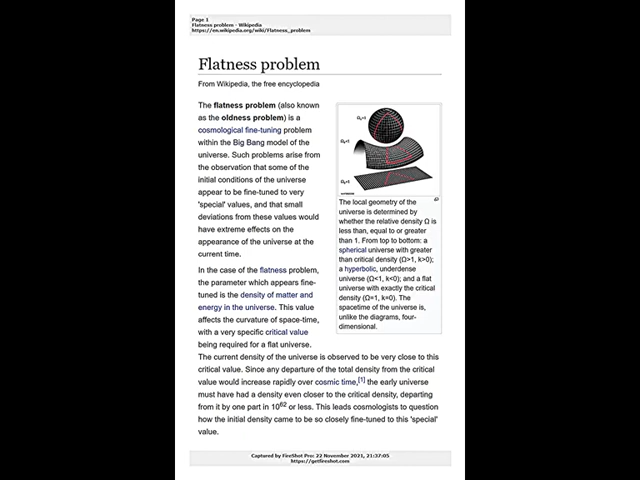 Page 1
Flatness problem - Wikipedia
https://en.wikipedia.org/wiki/Flatness_problem
Flatness problem
From Wikipedia, the free encyclopedia
The flatness problem (also known
as the oldness problem) is a
cosmological fine-tuning problem
within the Big Bang model of the
universe. Such problems arise from
the observation that some of the
initial conditions of the universe
appear to be fine-tuned to very
'special' values, and that small
deviations from these values would
have extreme effects on the
appearance of the universe at the
current time.
In the case of the flatness problem,
the parameter which appears fine-
tuned is the density of matter and
energy in the universe. This value
affects the curvature of space-time,
with a very specific critical value
being required for a flat universe.
The current density of the universe is observed to be very close to this
critical value. Since any departure of the total density from the critical
value would increase rapidly over cosmic time,[1] the early universe
must have had a density even closer to the critical density, departing
from it by one part in 10^62 or less. This leads cosmologists to question
how the initial density came to be so closely fine-tuned to this 'special'
value.
The local geometry of the
universe is determined by
whether the relative density Ω is
less than, equal to or greater
than 1. From top to bottom: a
spherical universe with greater
than critical density (Ω>1, k>0);
a hyperbolic, underdense
universe (Ω<1, k<0); and a flat
universe with exactly the critical
density (Ω=1, k=0). The
spacetime of the universe is,
unlike the diagrams, four-
dimensional.
Captured by FireShot Pro: 22 November 2021, 21:37:05
https://getfireshot.com